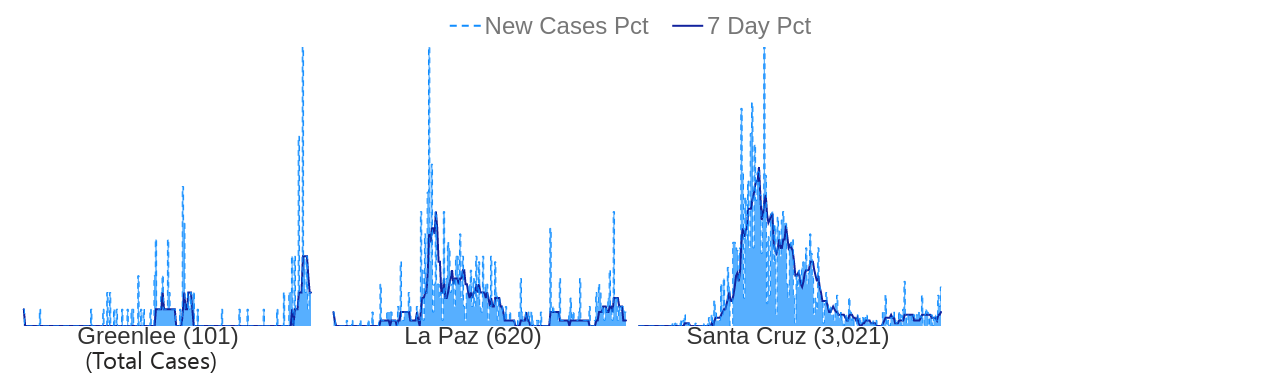 New Cases Pct 7 Day Pct
Greenlee (101) La Paz (620) Santa Cruz (3,021)
(Total Cases)